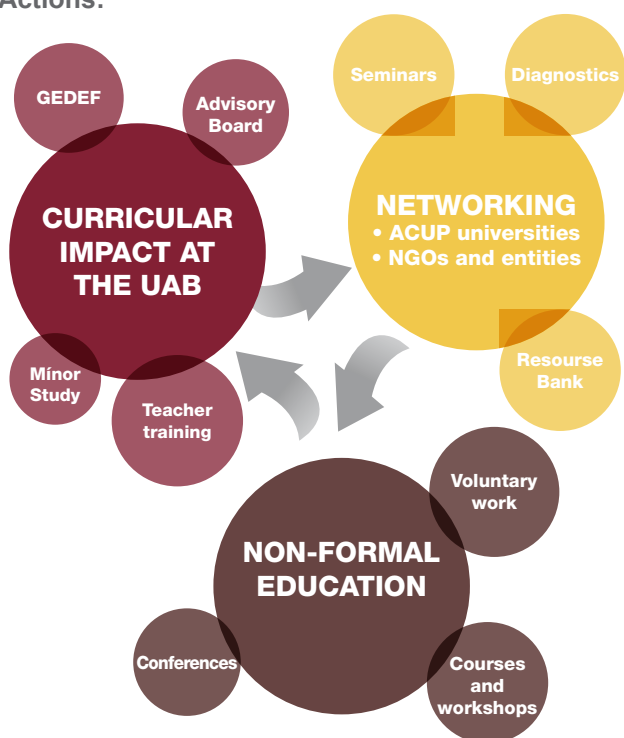 Actions:
GEDEF
Advisory
Board
CURRICULAR
IMPACT AT
THE UAB
Mínor
Study
Teacher
training
Seminars
Diagnostics
NETWORKING
• ACUP universities
• NGOs and entities
Resourse
Bank
Voluntary
work
NON-FORMAL
EDUCATION
Conferences
Courses
and
workshops